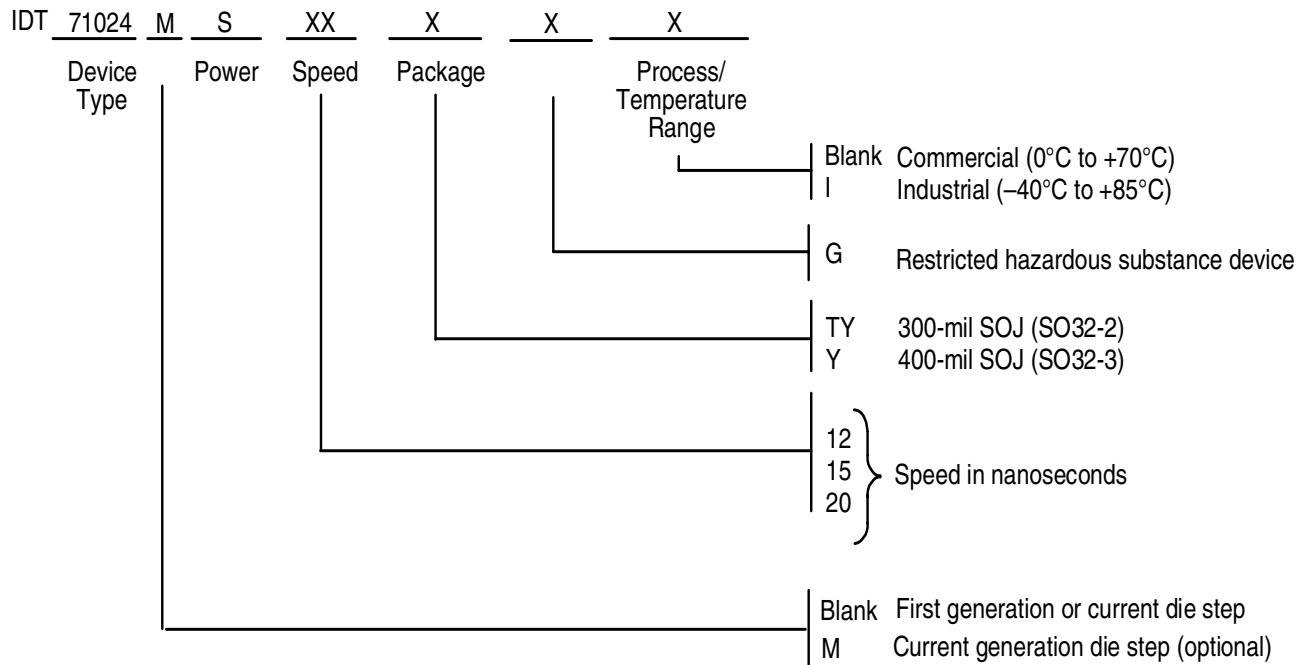 IDT 71024 M S XX X X X
Device Type Power Speed Package Process/ Temperature Range
Blank Commercial (0°C to +70°C)
I Industrial (–40°C to +85°C)
G Restricted hazardous substance device
TY 300-mil SOJ (SO32-2)
Y 400-mil SOJ (SO32-3)
12
15 Speed in nanoseconds
20
Blank First generation or current die step
M Current generation die step (optional)